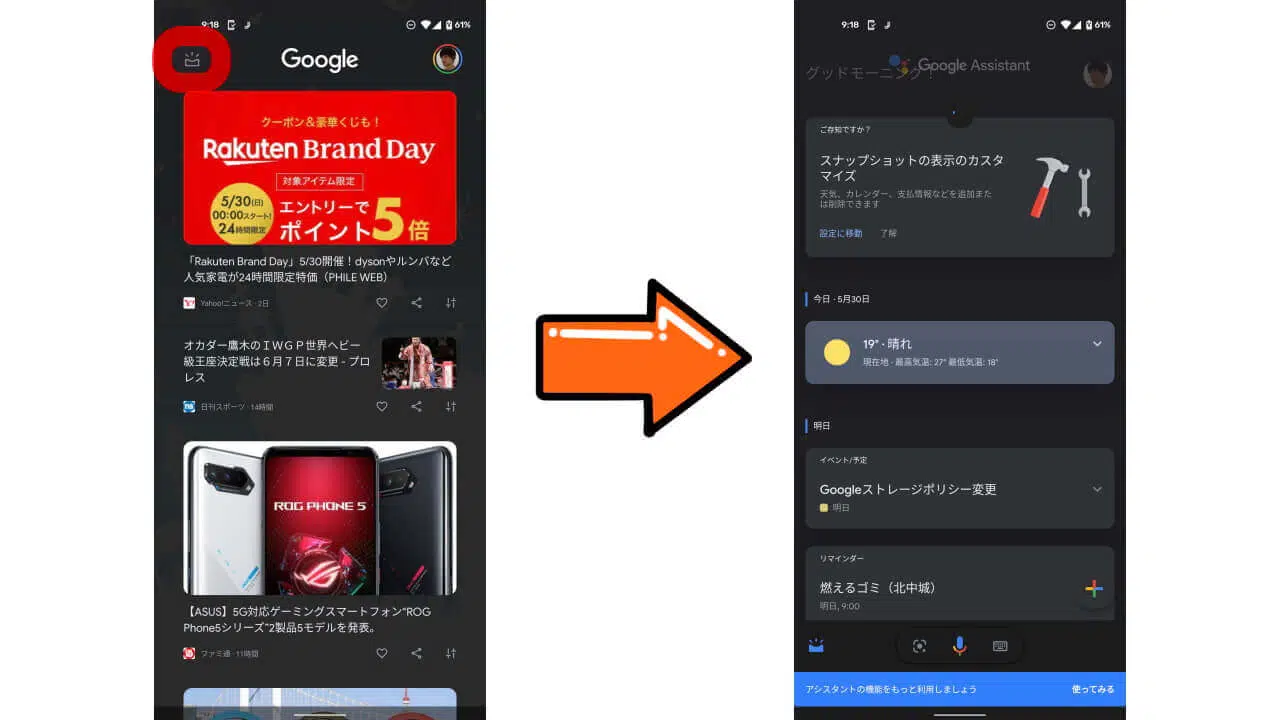 9:18
61%
Google
クーポン＆豪華くじも！
Rakuten Brand Day
対象アイテム限定
5/30(日)
00:00スタート!
24時間限定
エントリーで
ポイント5倍
「Rakuten Brand Day」5/30開催！dysonやルンバなど
人気家電が24時間限定特価（PHILE WEB）
Yahoo!ニュース · 2日
オカダー鷹木のＩＷＧＰ世界ヘビー
級王座決定戦は６月７日に変更 - プロ
レス
日刊スポーツ · 14時間
ROG PHONE 5
【ASUS】5G対応ゲーミングスマートフォン“ROG
Phone5シリーズ”2製品5モデルを発表。
ファミ通 · 11時間
9:18
61%
Google Assistant
グッドモーニング！
ご存知ですか？
スナップショットの表示のカスタ
マイズ
天気、カレンダー、支払情報などを追加また
は削除できます
設定に移動
了解
今日 · 5月30日
19° · 晴れ
現在地 · 最高気温: 27° 最低気温: 18°
明日
イベント/予定
Googleストレージポリシー変更
明日
リマインダー
燃えるゴミ（北中城）
明日, 9:00
アシスタントの機能をもっと利用しましょう
使ってみる